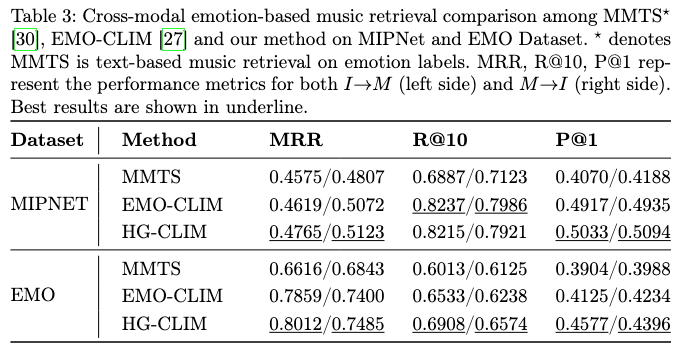 Table 3: Cross-modal emotion-based music retrieval comparison among MMTS*
[30], EMO-CLIM [27] and our method on MIPNet and EMO Dataset. * denotes
MMTS is text-based music retrieval on emotion labels. MRR, R@10, P@1 rep-
resent the performance metrics for both I→M (left side) and M→I (right side).
Best results are shown in underline.
Dataset Method MRR R@10 P@1
MMTS 0.4575/0.4807 0.6887/0.7123 0.4070/0.4188
MIPNET EMO-CLIM 0.4619/0.5072 0.8237/0.7986 0.4917/0.4935
HG-CLIM 0.4765/0.5123 0.8215/0.7921 0.5033/0.5094
MMTS 0.6616/0.6843 0.6013/0.6125 0.3904/0.3988
EMO EMO-CLIM 0.7859/0.7400 0.6533/0.6238 0.4125/0.4234
HG-CLIM 0.8012/0.7485 0.6908/0.6574 0.4577/0.4396